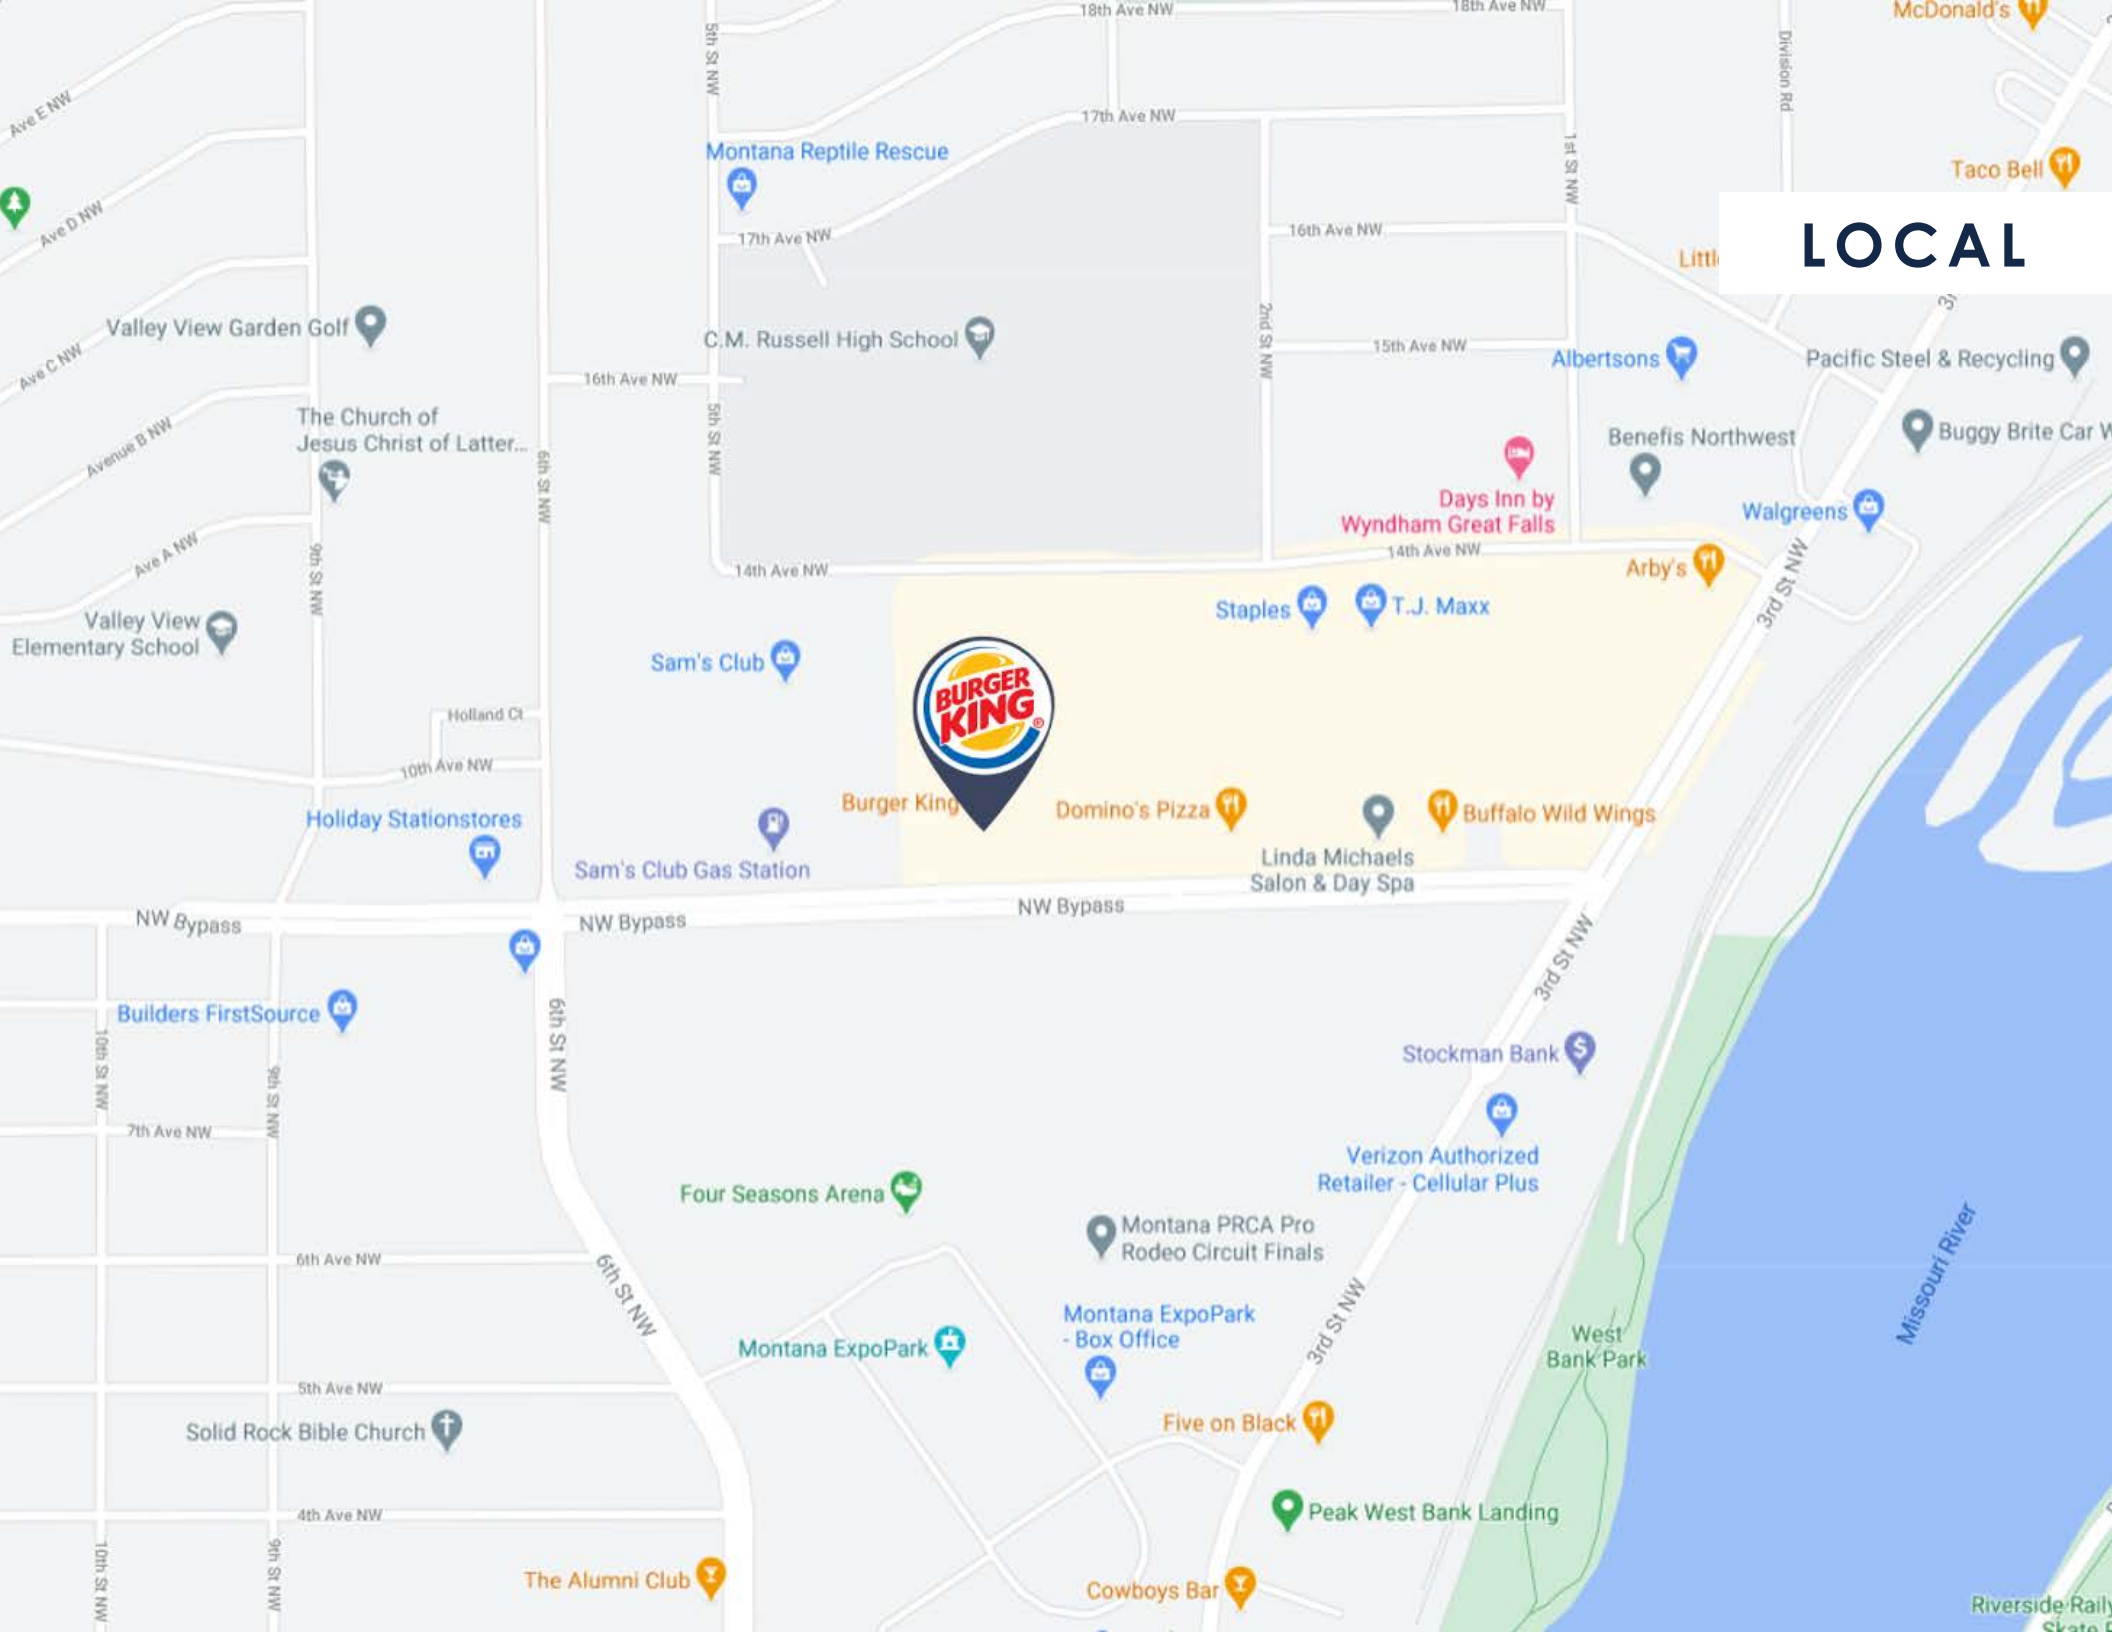 18th Ave NW
18th Ave NW
McDonald's
5th St NW
Division Rd
Ave E NW
17th Ave NW
Montana Reptile Rescue
1st St NW
Taco Bell
Ave D NW
17th Ave NW
16th Ave NW
LOCAL
Valley View Garden Golf
C.M. Russell High School
2nd St NW
15th Ave NW
Albertsons
Pacific Steel & Recycling
Ave C NW
16th Ave NW
The Church of
Jesus Christ of Latter...
5th St NW
Avenue B NW
6th St NW
Benefis Northwest
Buggy Brite Car
Days Inn by
Wyndham Great Falls
Walgreens
Ave A NW
9th St NW
14th Ave NW
14th Ave NW
Arby's
3rd St NW
Staples
T.J. Maxx
Valley View
Elementary School
Sam's Club
BURGER
KING®
Holland Ct
10th Ave NW
Burger King
Domino's Pizza
Buffalo Wild Wings
Holiday Stationstores
Linda Michaels
Salon & Day Spa
Sam's Club Gas Station
NW Bypass
NW Bypass
NW Bypass
3rd St NW
Builders FirstSource
6th St NW
10th St NW
9th St NW
Stockman Bank
7th Ave NW
Verizon Authorized
Retailer - Cellular Plus
Four Seasons Arena
Montana PRCA Pro
Rodeo Circuit Finals
6th Ave NW
6th St NW
Missouri River
3rd St NW
Montana ExpoPark
- Box Office
Montana ExpoPark
West
Bank Park
5th Ave NW
Solid Rock Bible Church
Five on Black
4th Ave NW
Peak West Bank Landing
10th St NW
9th St NW
The Alumni Club
Cowboys Bar
Riverside
Skate